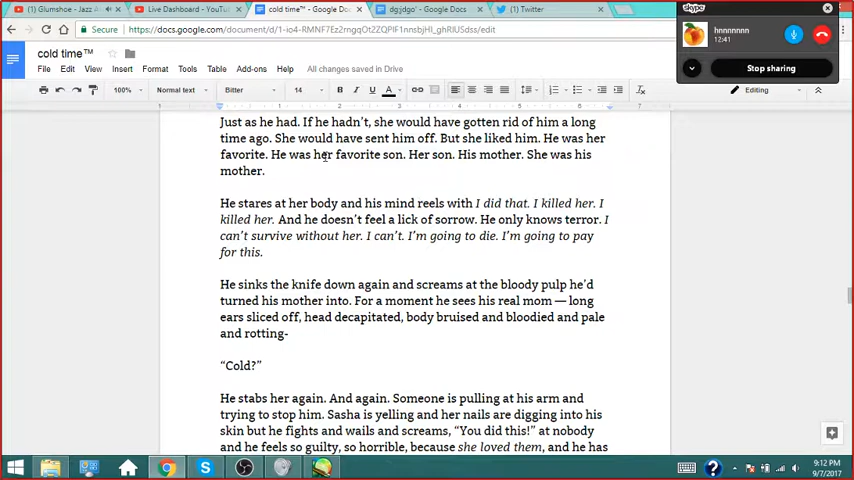 (1) Glumshoe - Jazz A
Live Dashboard - YouTu
cold time™ - Google Docs
dgjdgo - Google Docs
(1) Twitter
skype
Secure
https://docs.google.com/document/d/1-io4-
hnnnnnnn
12:41
Stop sharing
cold time™
File Edit View Insert Format Tools Table Add-ons Help All changes saved in Drive
100% Normal text Bitter 14 B I U A Editing
Just as he had. If he hadn't, she would have gotten rid of him a long
time ago. She would have sent him off. But she liked him. He was her
favorite. He was her favorite son. Her son. His mother. She was his
mother.
He stares at her body and his mind reels with I did that. I killed her. I
killed her. And he doesn't feel a lick of sorrow. He only knows terror. I
can't survive without her. I can't. I'm going to die. I'm going to pay
for this.
He sinks the knife down again and screams at the bloody pulp he'd
turned his mother into. For a moment he sees his real mom — long
ears sliced off, head decapitated, body bruised and bloodied and pale
and rotting-
“Cold?”
He stabs her again. And again. Someone is pulling at his arm and
trying to stop him. Sasha is yelling and her nails are digging into his
skin but he fights and wails and screams, “You did this!” at nobody
and he feels so guilty, so horrible, because she loved them, and he has
9:12 PM
9/7/2017